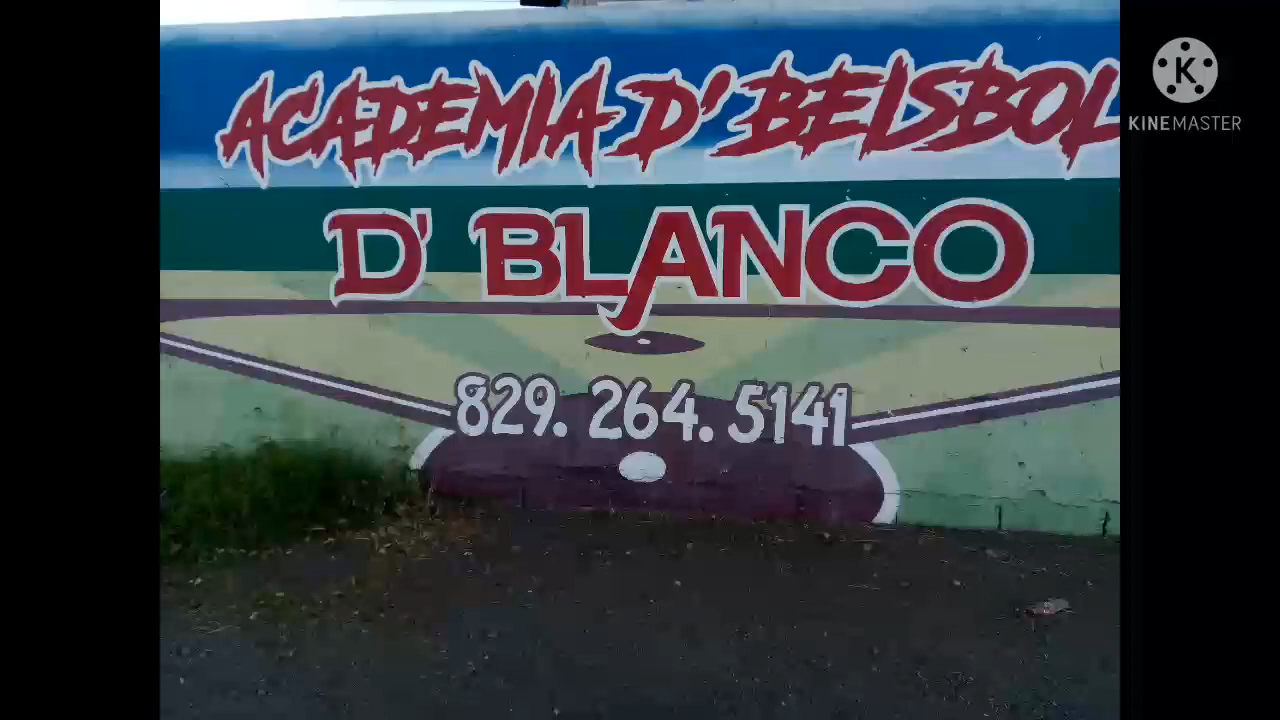 ACADEMIA D' BEISBOL
D' BLANCO
829. 264. 5141
K
KINEMASTER